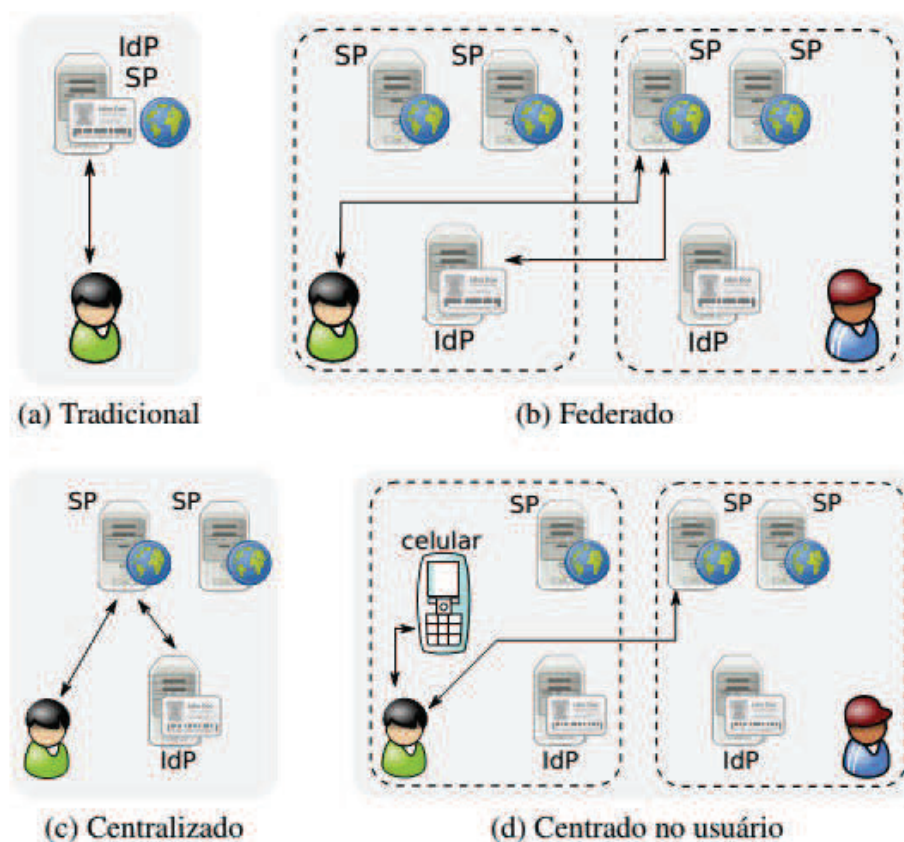 IdP
SP
SP
SP
SP
SP
IdP
IdP
(a) Tradicional
(b) Federado
SP
SP
celular
SP
SP
SP
IdP
IdP
IdP
(c) Centralizado
(d) Centrado no usuário